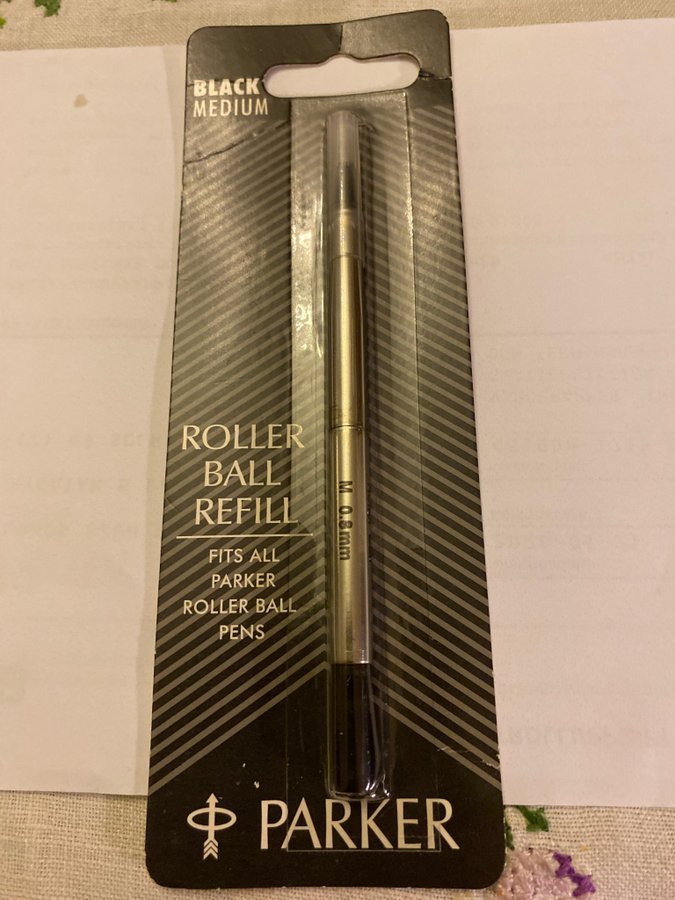 BLACK
MEDIUM
ROLLER
BALL
REFILL
FITS ALL
PARKER
ROLLER BALL
PENS
M 0.8mm
PARKER